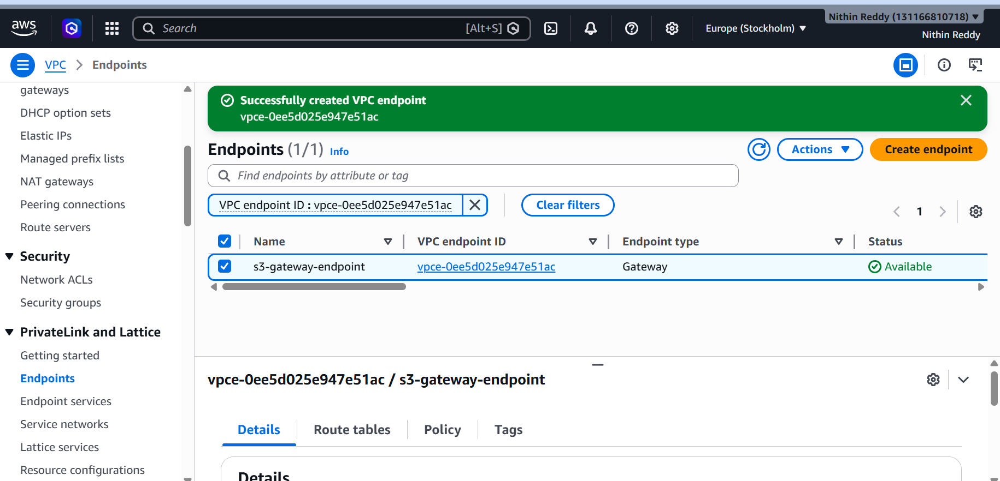 aws
Search [Alt+S]
Europe (Stockholm)
Nithin Reddy (131166810718)
Nithin Reddy
VPC
Endpoints
gateways
DHCP option sets
Elastic IPs
Managed prefix lists
NAT gateways
Peering connections
Route servers
Security
Network ACLs
Security groups
PrivateLink and Lattice
Getting started
Endpoints
Endpoint services
Service networks
Lattice services
Resource configurations
Successfully created VPC endpoint
vpce-0ee5d025e947e51ac
Endpoints (1/1) Info
Actions
Create endpoint
Find endpoints by attribute or tag
VPC endpoint ID : vpce-0ee5d025e947e51ac
Clear filters
1
Name VPC endpoint ID Endpoint type Status
s3-gateway-endpoint vpce-0ee5d025e947e51ac Gateway Available
vpce-0ee5d025e947e51ac / s3-gateway-endpoint
Details Route tables Policy Tags
Details